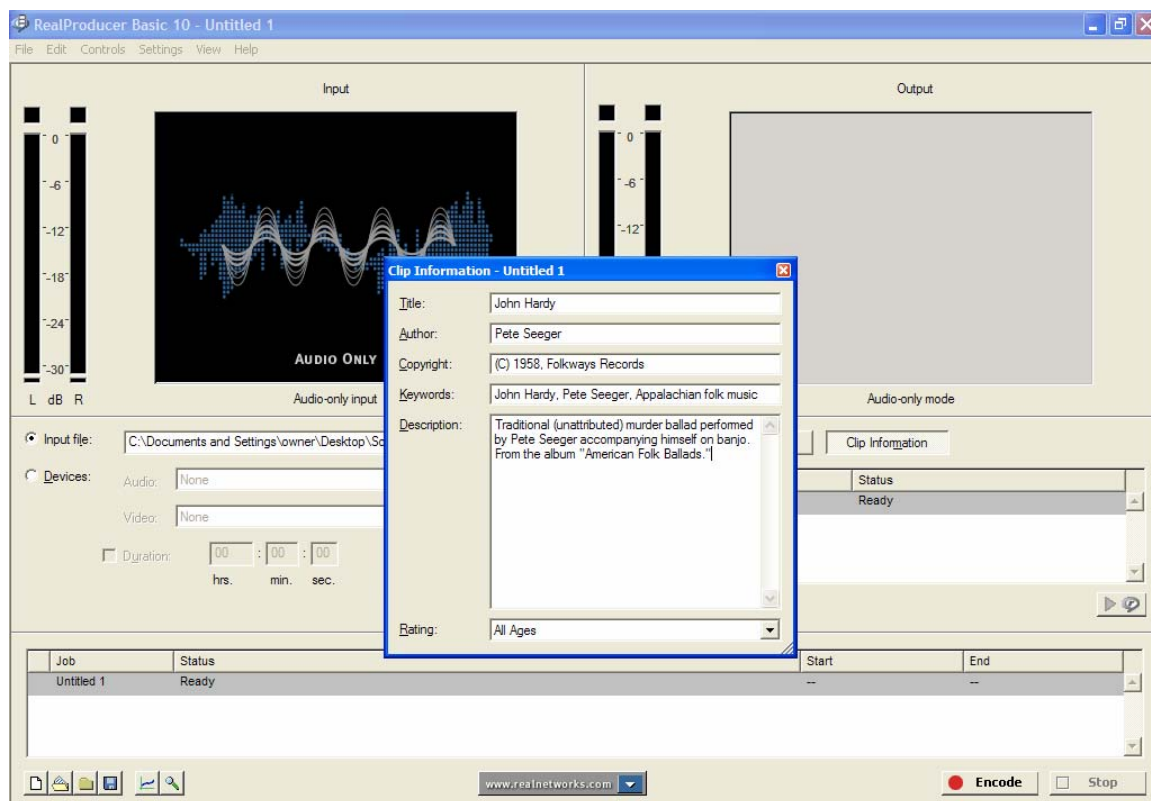 RealProducer Basic 10 - Untitled 1
File Edit Controls Settings View Help
Input
Output
0
-6
-12
-18
-24
-30
L dB R
0
-6
-12
AUDIO ONLY
Audio-only input
Audio-only mode
Clip Information - Untitled 1
Title: John Hardy
Author: Pete Seeger
Copyright: (C) 1958, Folkways Records
Keywords: John Hardy, Pete Seeger, Appalachian folk music
Description: Traditional (unattributed) murder ballad performed
by Pete Seeger accompanying himself on banjo.
From the album "American Folk Ballads."
Rating: All Ages
Input file: C:\Documents and Settings\owner\Desktop\Sc
Clip Information
Devices:
Audio: None
Video: None
Duration: 00 : 00 : 00
hrs. min. sec.
Status
Ready
Job Status Start End
Untitled 1 Ready -- --
www.realnetworks.com
Encode Stop